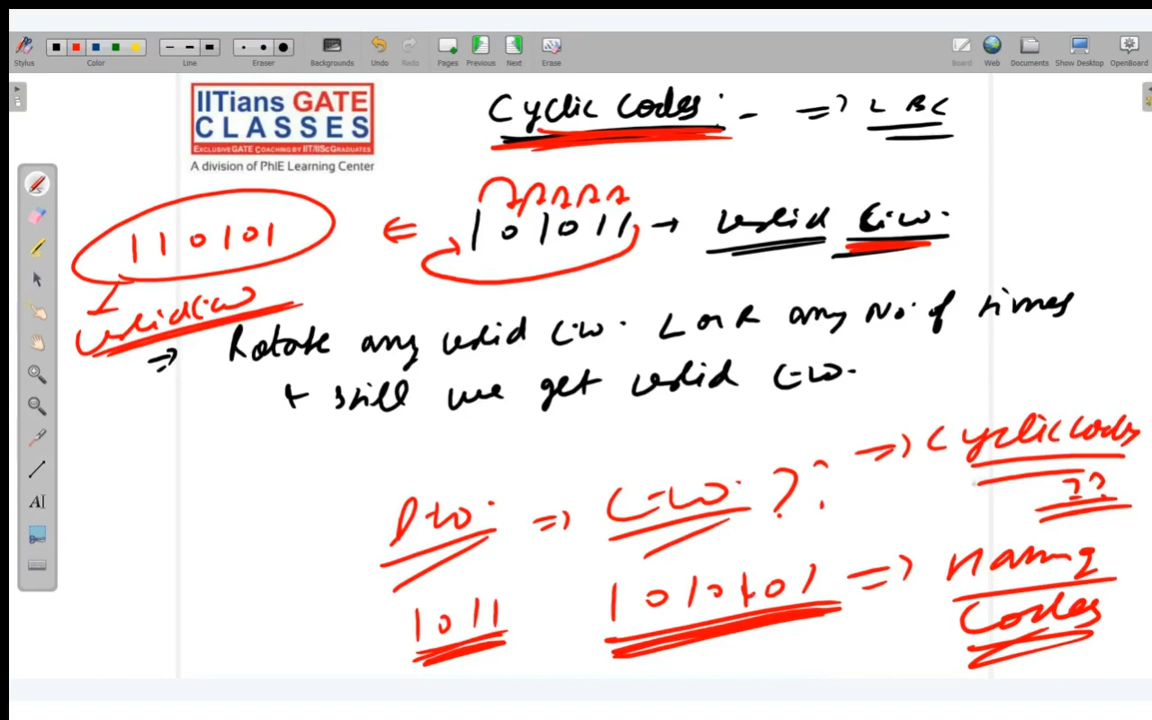 Stylus
Color
Line
Eraser
Backgrounds
Undo
Redo
Pages
Previous
Next
Erase
Board
Web
Documents
Show Desktop
OpenBoard
IITians GATE
CLASSES
EXCLUSIVE GATE COACHING BY IIT/IISc GRADUATES
A division of PhIE Learning Center
Cyclic Codes :- ⇒ LBC
110101 ⇐ 101011 → valid C.W.
valid C.W
⇒ Rotate any valid C.W. L or R any No. of times
+ still we get valid C.W.
⇒ Cyclic codes
??
D.W. ⇒ C.W. ??
1011 1010101 ⇒ Hamming
Codes
AI